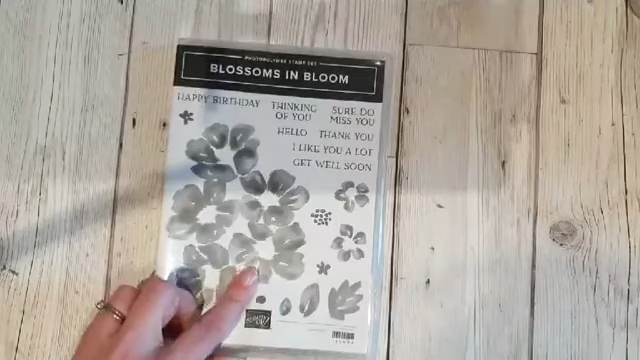 PHOTOPOLYMER STAMP SET
BLOSSOMS IN BLOOM
HAPPY BIRTHDAY
THINKING
OF YOU
SURE DO
MISS YOU
HELLO
THANK YOU
I LIKE YOU A LOT
GET WELL SOON